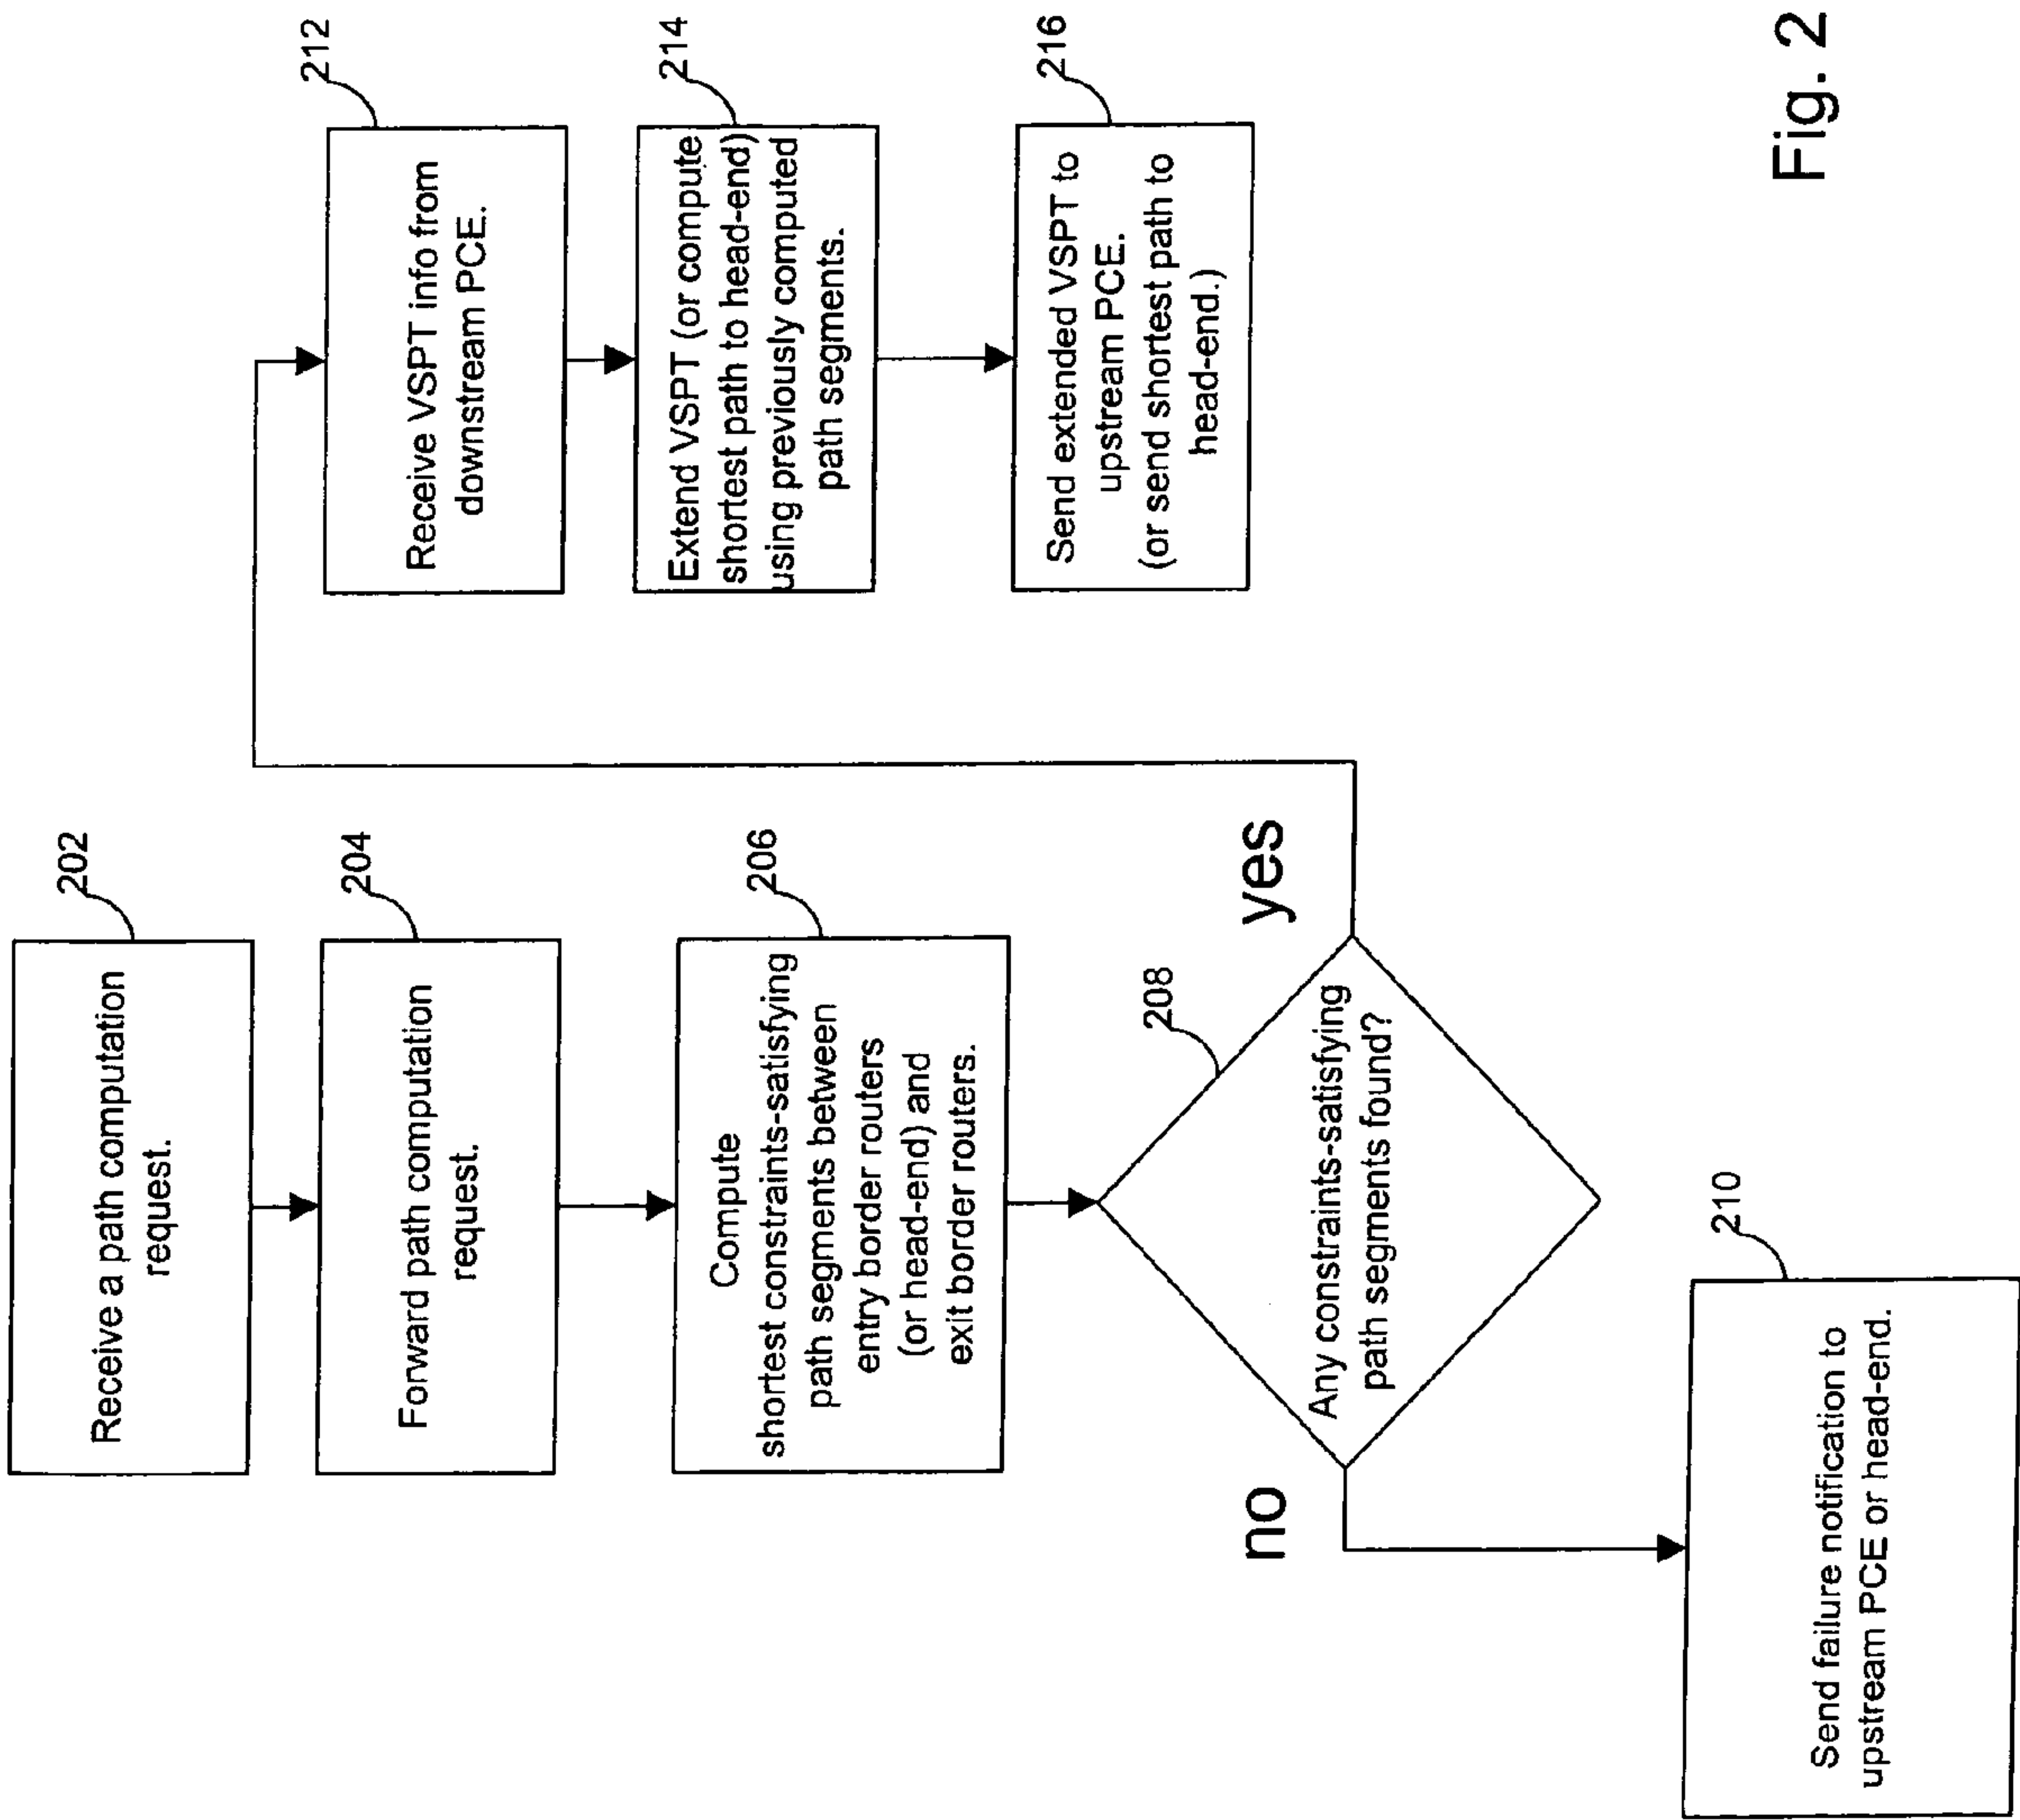 202
Receive a path computation
request.
204
Forward path computation
request.
206
Compute
shortest constraints-satisfying
path segments between
entry border routers
(or head-end) and
exit border routers.
208
Any constraints-satisfying
path segments found?
no
yes
210
Send failure notification to
upstream PCE or head-end.
212
Receive VSPT info from
downstream PCE.
214
Extend VSPT (or compute
shortest path to head-end)
using previously computed
path segments.
216
Send extended VSPT to
upstream PCE.
(or send shortest path to
head-end.)
Fig. 2